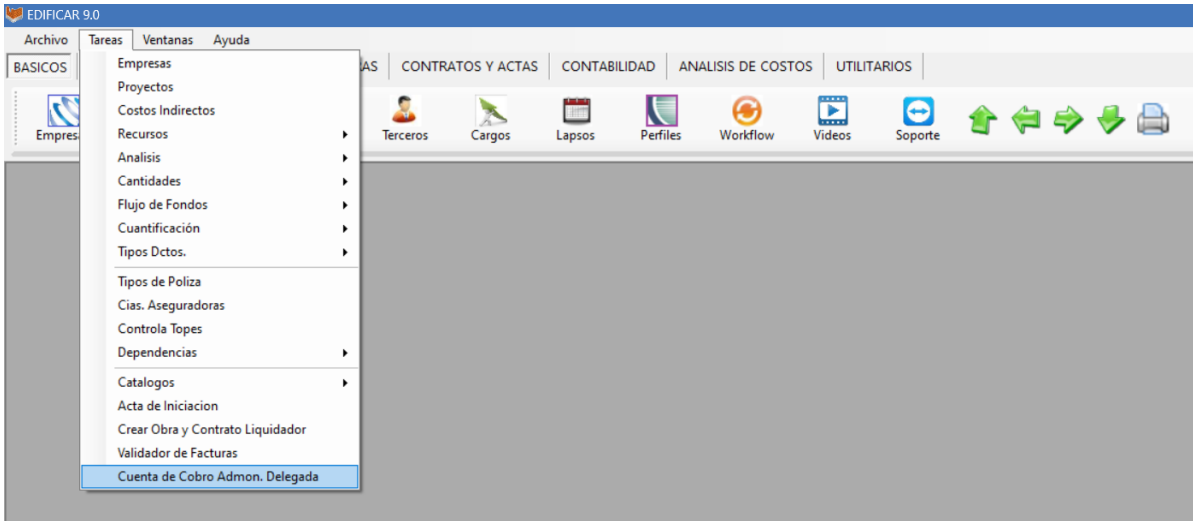 EDIFICAR 9.0
Archivo Tareas Ventanas Ayuda
BASICOS CONTRATOS Y ACTAS CONTABILIDAD ANALISIS DE COSTOS UTILITARIOS
Terceros Cargos Lapsos Perfiles Workflow Videos Soporte
Empresas
Proyectos
Costos Indirectos
Recursos
Analisis
Cantidades
Flujo de Fondos
Cuantificación
Tipos Dctos.
Tipos de Poliza
Cias. Aseguradoras
Controla Topes
Dependencias
Catalogos
Acta de Iniciacion
Crear Obra y Contrato Liquidador
Validador de Facturas
Cuenta de Cobro Admon. Delegada